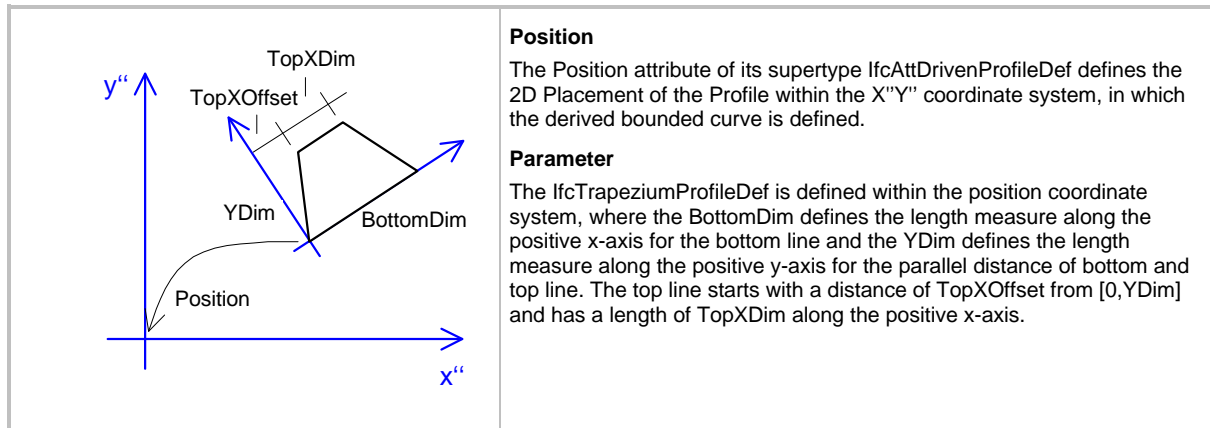 TopXDim
y“
TopXOffset
YDim
BottomDim
Position
x“
Position
The Position attribute of its supertype IfcAttDrivenProfileDef defines the
2D Placement of the Profile within the X''Y'' coordinate system, in which
the derived bounded curve is defined.
Parameter
The IfcTrapeziumProfileDef is defined within the position coordinate
system, where the BottomDim defines the length measure along the
positive x-axis for the bottom line and the YDim defines the length
measure along the positive y-axis for the parallel distance of bottom and
top line. The top line starts with a distance of TopXOffset from [0,YDim]
and has a length of TopXDim along the positive x-axis.